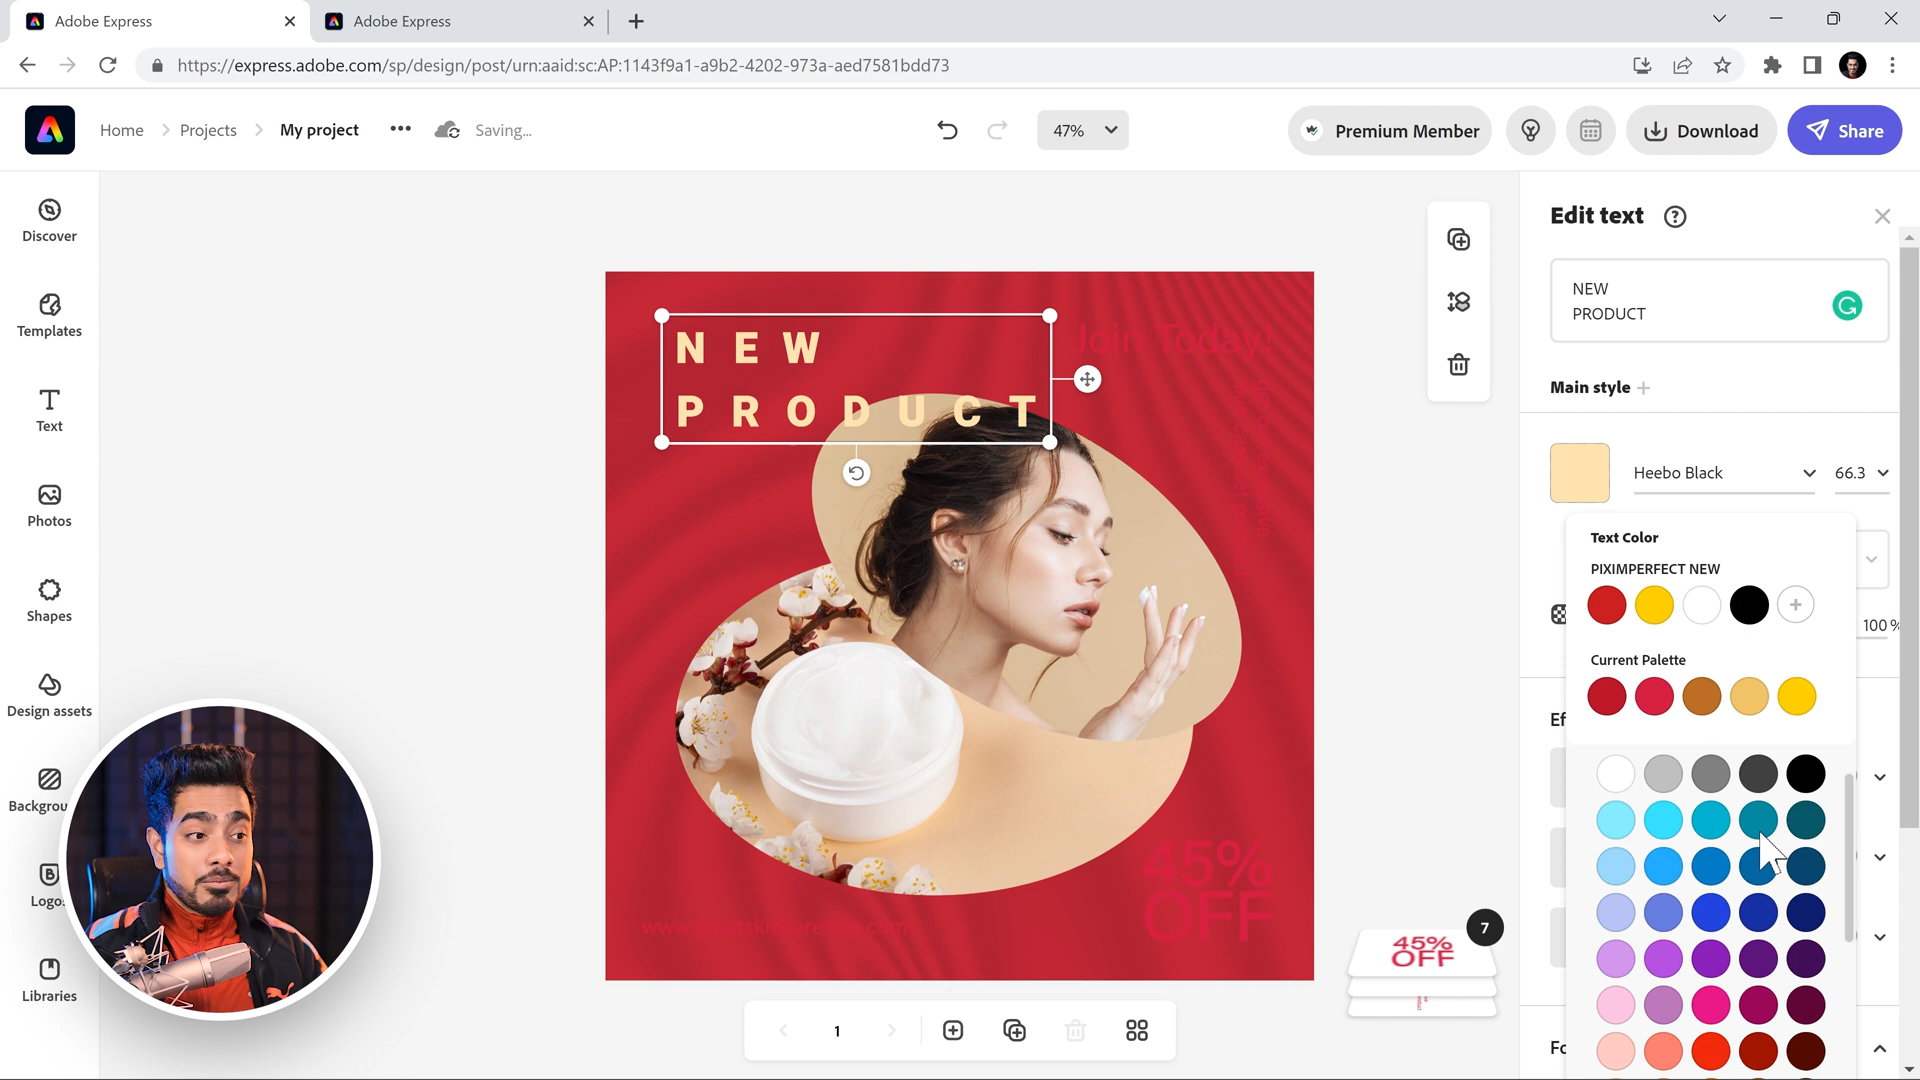 Adobe Express
Adobe Express
https://express.adobe.com/sp/design/post/urn:aaid:sc:AP:1143f9a1-a9b2-4202-973a-aed7581bdd73
Home
Projects
My project
Saving...
47%
Premium Member
Download
Share
Discover
Templates
Text
Photos
Shapes
Design assets
Backgrou
Logo
Libraries
NEW
PRODUCT
Join Today!
45%
OFF
45%
OFF
7
1
Edit text
NEW
PRODUCT
Main style
Heebo Black
66.3
Text Color
PIXIMPERFECT NEW
100%
Current Palette
Ef
Fo